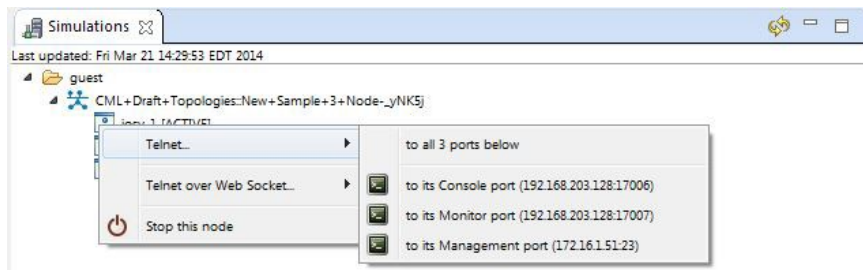 Simulations
Last updated: Fri Mar 21 14:29:53 EDT 2014
guest
CML+Draft+Topologies::New+Sample+3+Node-_yNK5j
[ACTIVE]
Telnet...
to all 3 ports below
Telnet over Web Socket...
to its Console port (192.168.203.128:17006)
to its Monitor port (192.168.203.128:17007)
Stop this node
to its Management port (172.16.1.51:23)